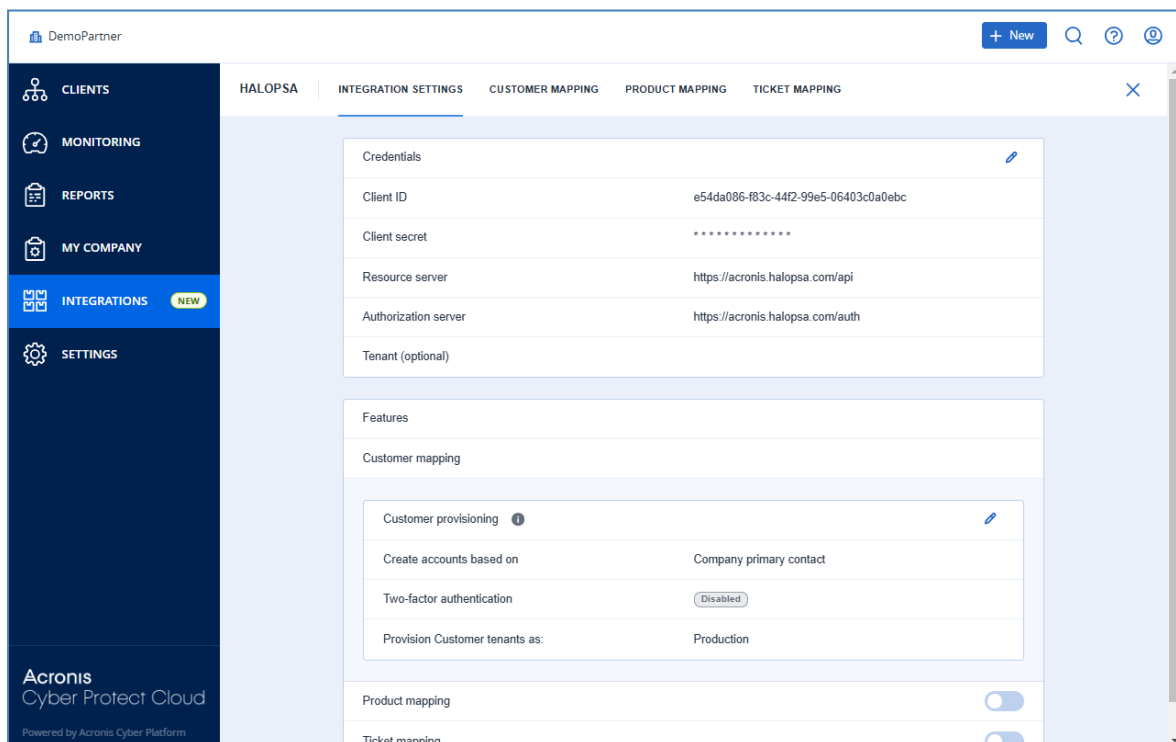 DemoPartner
+ New
CLIENTS
MONITORING
REPORTS
MY COMPANY
INTEGRATIONS NEW
SETTINGS
Acronis
Cyber Protect Cloud
Powered by Acronis Cyber Platform
HALOPSA INTEGRATION SETTINGS CUSTOMER MAPPING PRODUCT MAPPING TICKET MAPPING
Credentials
Client ID e54da086-f83c-44f2-99e5-06403c0a0ebc
Client secret * * * * * * * * * * * * *
Resource server https://acronis.halopsa.com/api
Authorization server https://acronis.halopsa.com/auth
Tenant (optional)
Features
Customer mapping
Customer provisioning
Create accounts based on Company primary contact
Two-factor authentication Disabled
Provision Customer tenants as: Production
Product mapping
Ticket mapping